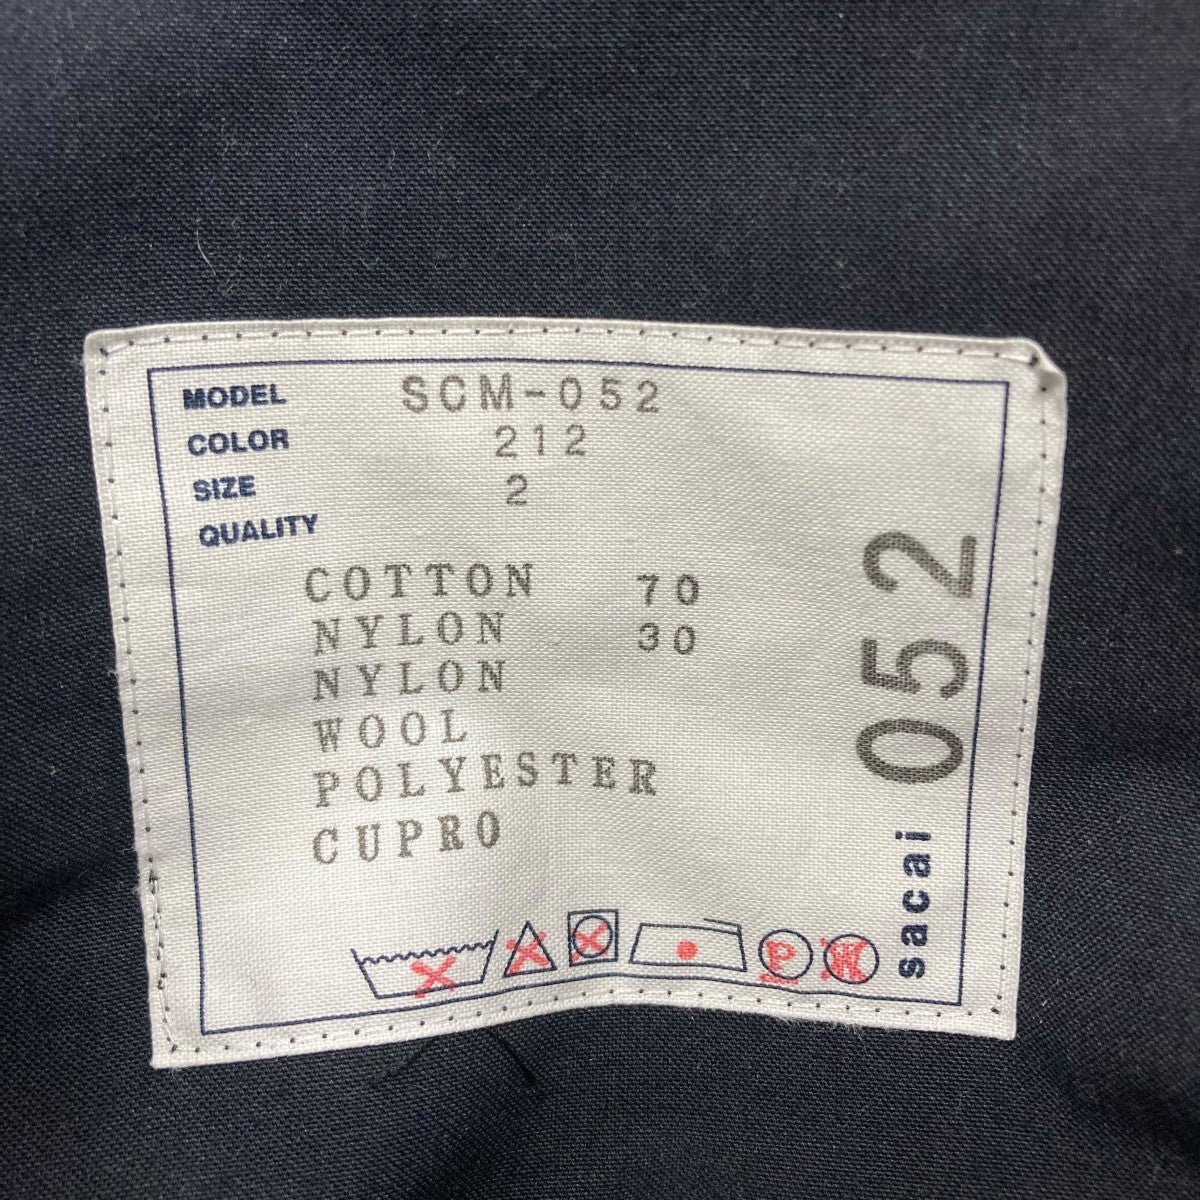 MODEL SCM-052
COLOR 212
SIZE 2
QUALITY
COTTON 70
NYLON 30
NYLON
WOOL
POLYESTER
CUPRO
P W
sacai 052